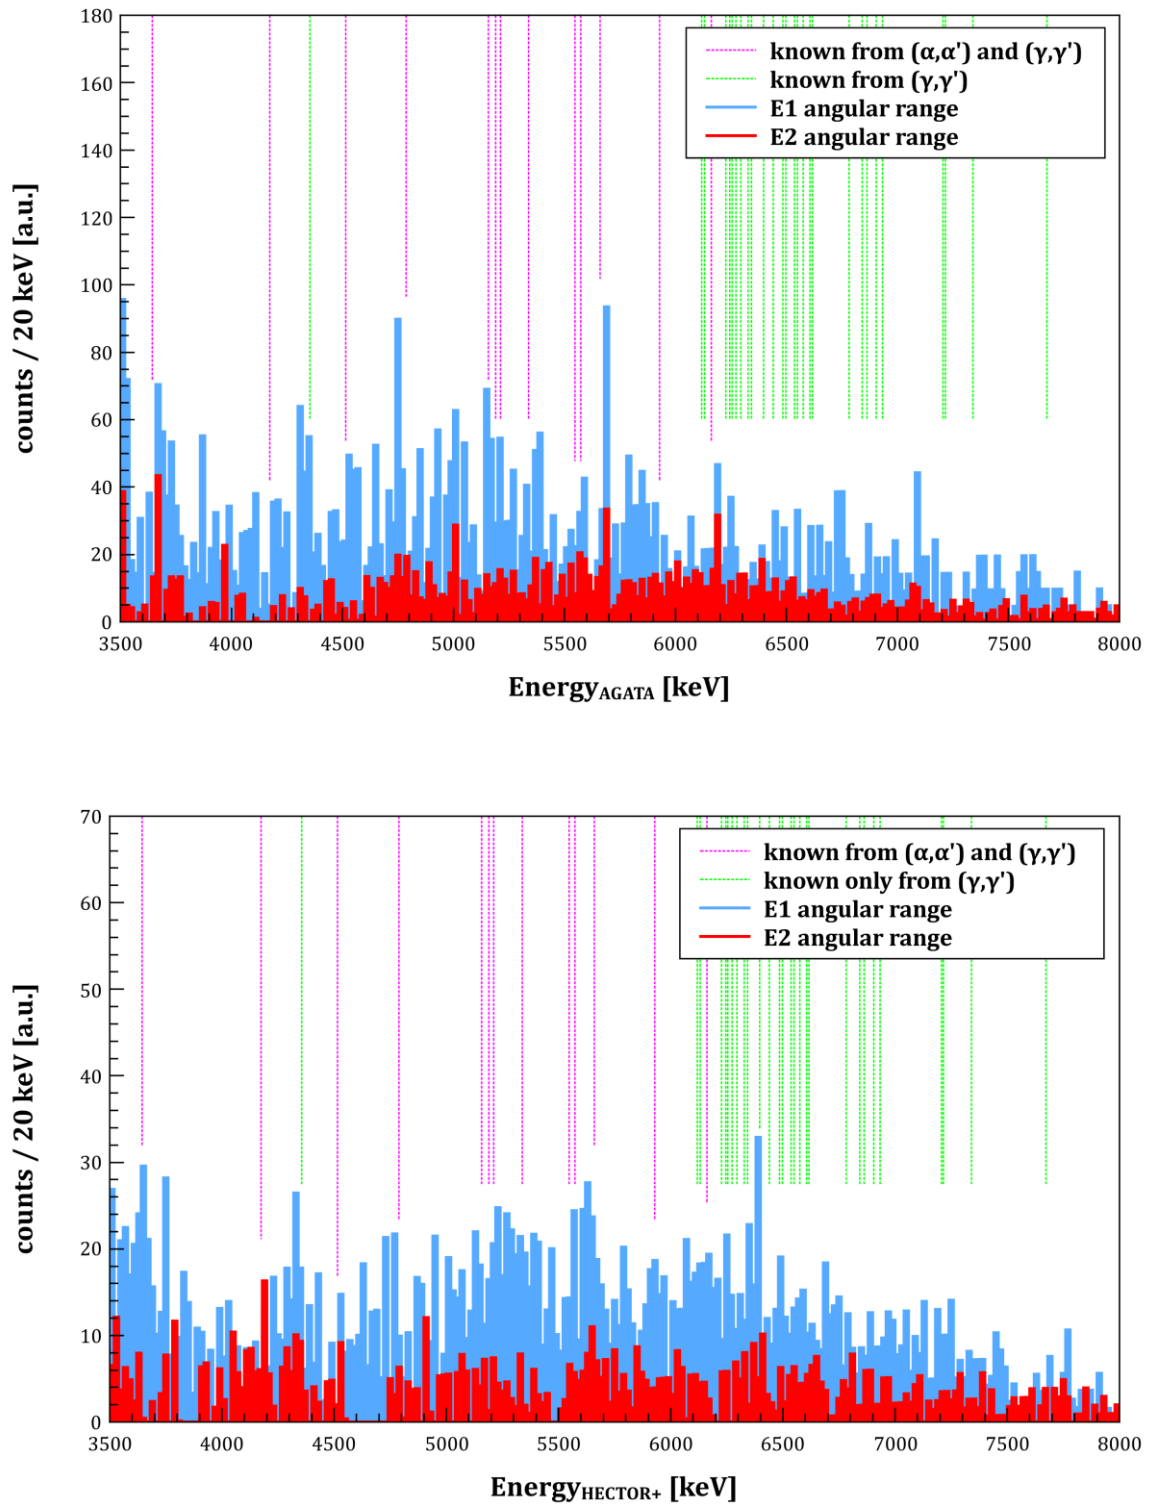 180
160
140
120
100
80
60
40
20
0
counts / 20 keV [a.u.]
known from (α,α') and (γ,γ')
known from (γ,γ')
E1 angular range
E2 angular range
3500 4000 4500 5000 5500 6000 6500 7000 7500 8000
Energy_AGATA [keV]
70
60
50
40
30
20
10
0
counts / 20 keV [a.u.]
known from (α,α') and (γ,γ')
known only from (γ,γ')
E1 angular range
E2 angular range
3500 4000 4500 5000 5500 6000 6500 7000 7500 8000
Energy_HECTOR+ [keV]